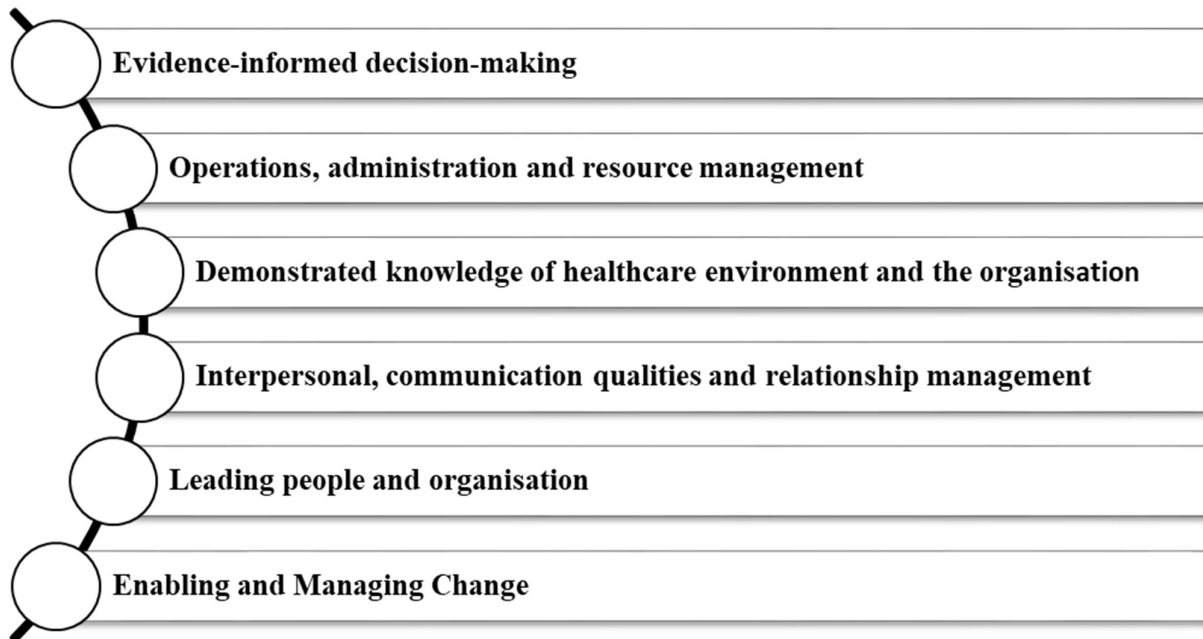 Evidence-informed decision-making
Operations, administration and resource management
Demonstrated knowledge of healthcare environment and the organisation
Interpersonal, communication qualities and relationship management
Leading people and organisation
Enabling and Managing Change